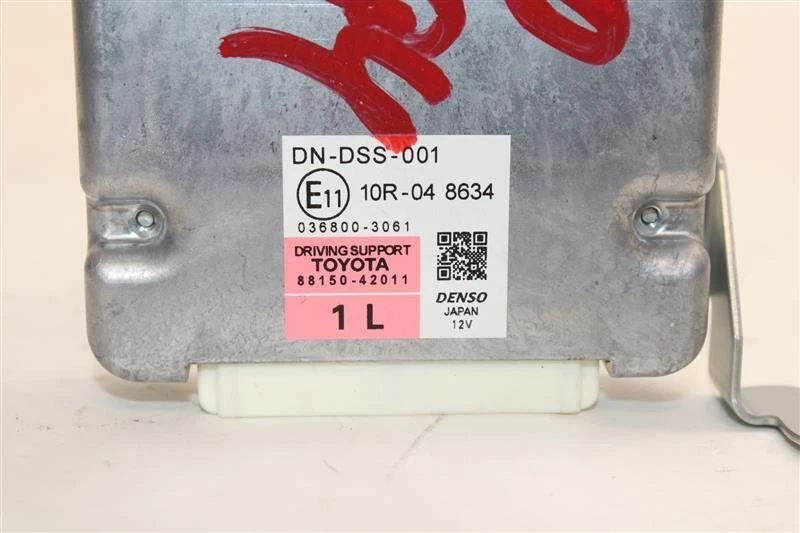 DN-DSS-001
E11 10R-04 8634
036800-3061
DRIVING SUPPORT
TOYOTA
88150-42011
1 L
DENSO
JAPAN
12V